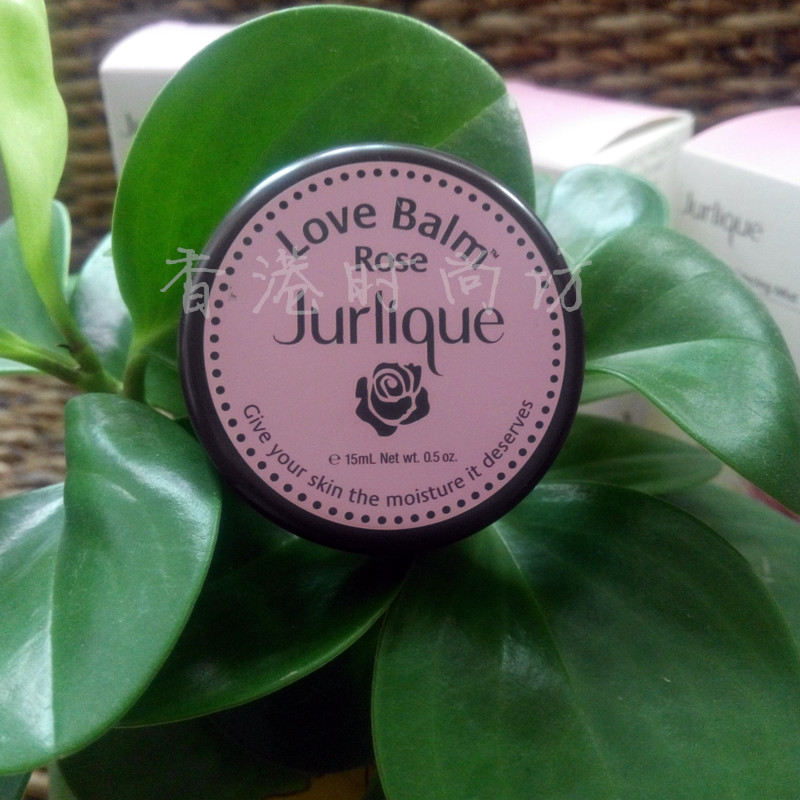 Love Balm™
Rose
香港时尚坊
Jurlique
℮ 15mL Net wt. 0.5 oz.
Give your skin the moisture it deserves
Jurlique